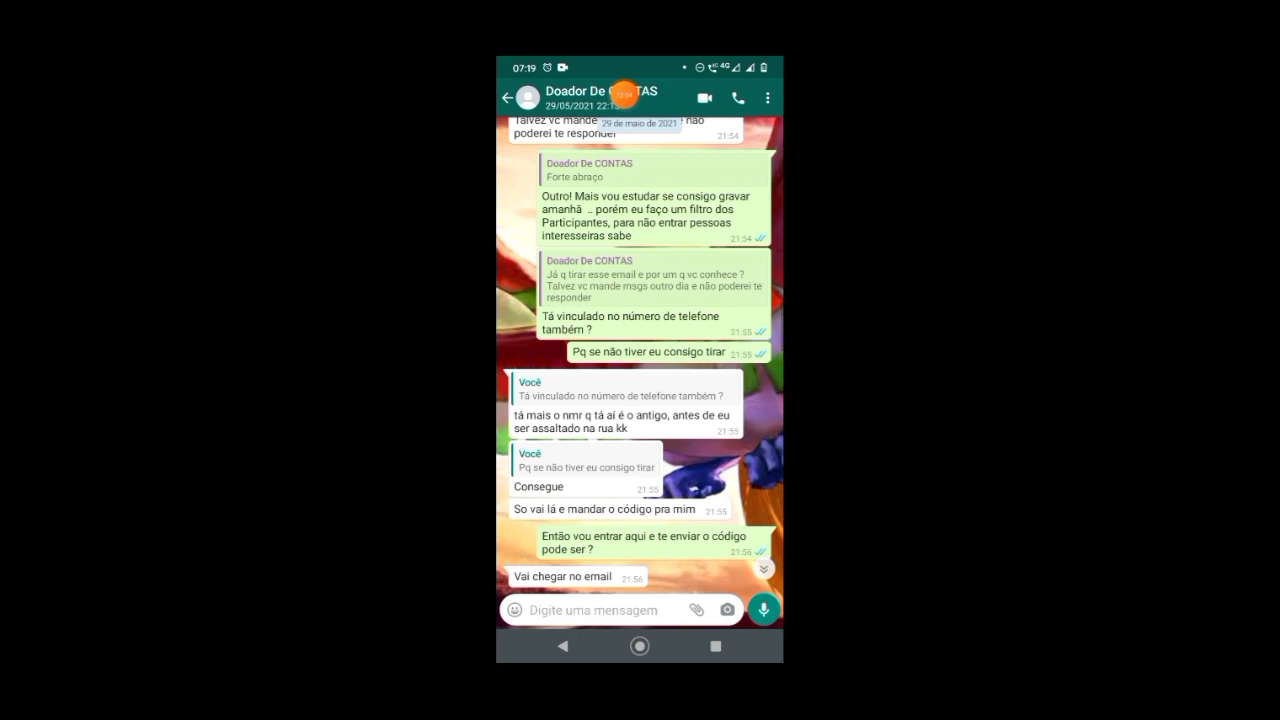 07:19
4G
Doador De CONTAS
29/05/2021 22:1
29 de maio de 2021
Talvez vc mande não
poderei te responder
21:54
Doador De CONTAS
Forte abraço
Outro! Mais vou estudar se consigo gravar
amanhã .. porém eu faço um filtro dos
Participantes, para não entrar pessoas
interesseiras sabe
21:54
Doador De CONTAS
Já q tirar esse email e por um q vc conhece ?
Talvez vc mande msgs outro dia e não poderei te
responder
Tá vinculado no número de telefone
também ?
21:55
Pq se não tiver eu consigo tirar 21:55
Você
Tá vinculado no número de telefone também ?
tá mais o nmr q tá aí é o antigo, antes de eu
ser assaltado na rua kk
21:55
Você
Pq se não tiver eu consigo tirar
Consegue
21:55
So vai lá e mandar o código pra mim 21:55
Então vou entrar aqui e te enviar o código
pode ser ?
21:56
Vai chegar no email 21:56
Digite uma mensagem